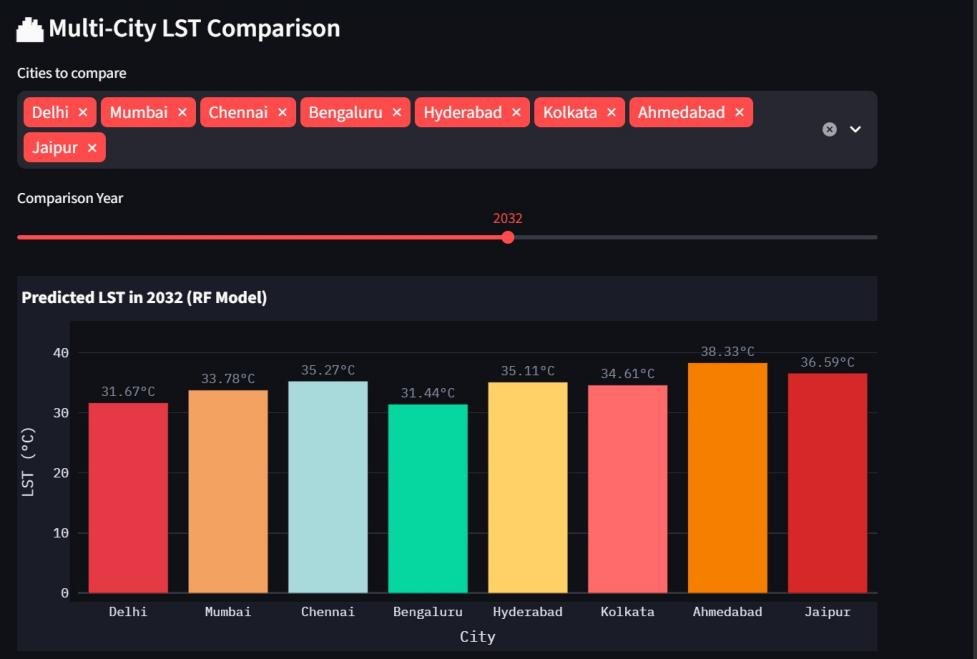 Multi-City LST Comparison
Cities to compare
Delhi × Mumbai × Chennai × Bengaluru × Hyderabad × Kolkata × Ahmedabad ×
Jaipur ×
Comparison Year
2032
Predicted LST in 2032 (RF Model)
LST (°C)
40
30
20
10
0
31.67°C 33.78°C 35.27°C 31.44°C 35.11°C 34.61°C 38.33°C 36.59°C
Delhi Mumbai Chennai Bengaluru Hyderabad Kolkata Ahmedabad Jaipur
City